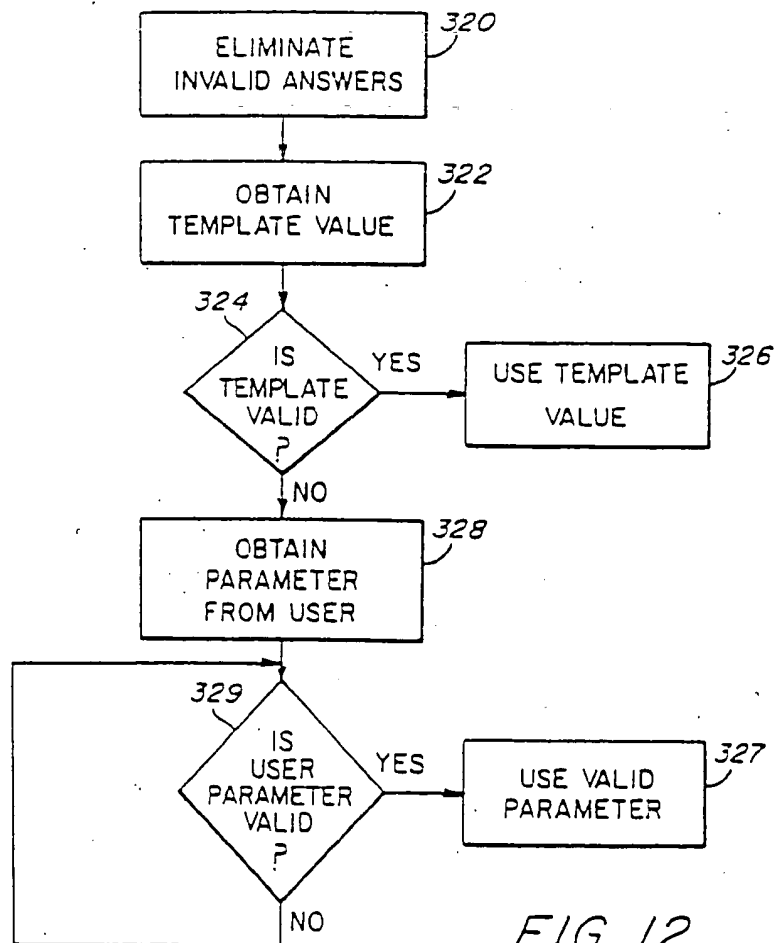 320
ELIMINATE
INVALID ANSWERS
322
OBTAIN
TEMPLATE VALUE
324
IS
TEMPLATE
VALID
?
YES
326
USE TEMPLATE
VALUE
NO
328
OBTAIN
PARAMETER
FROM USER
329
IS
USER
PARAMETER
VALID
?
YES
327
USE VALID
PARAMETER
NO
FIG. 12